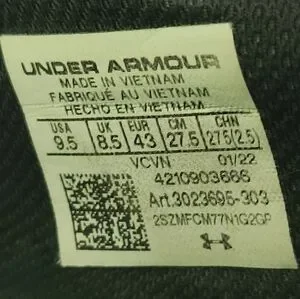 UNDER ARMOUR
MADE IN VIETNAM
FABRIQUÉ AU VIETNAM
HECHO EN VIETNAM
USA UK EUR CM CHN
9.5 8.5 43 27.5 275(2.5)
VCVN 01/22
4210903666
Art.3023695-303
2SZMFCM77N1G2GP